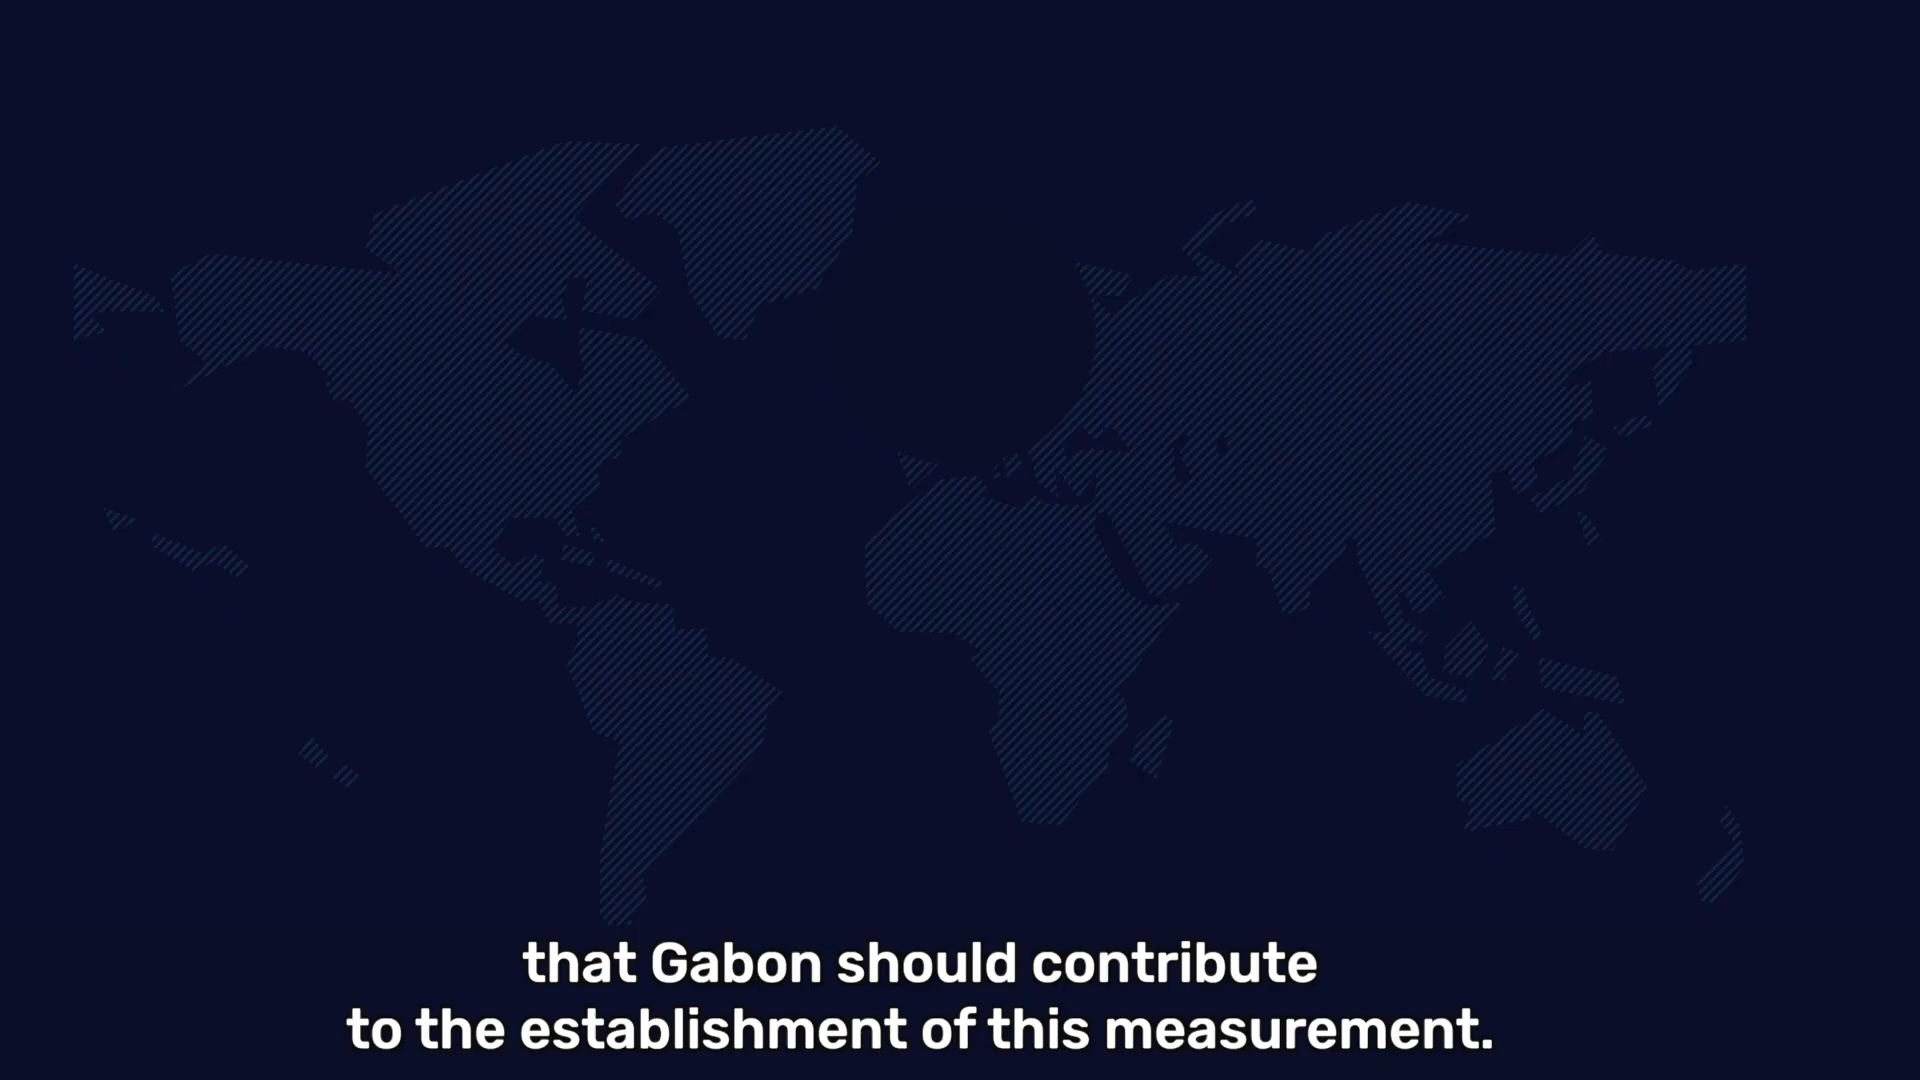 that Gabon should contribute
to the establishment of this measurement.